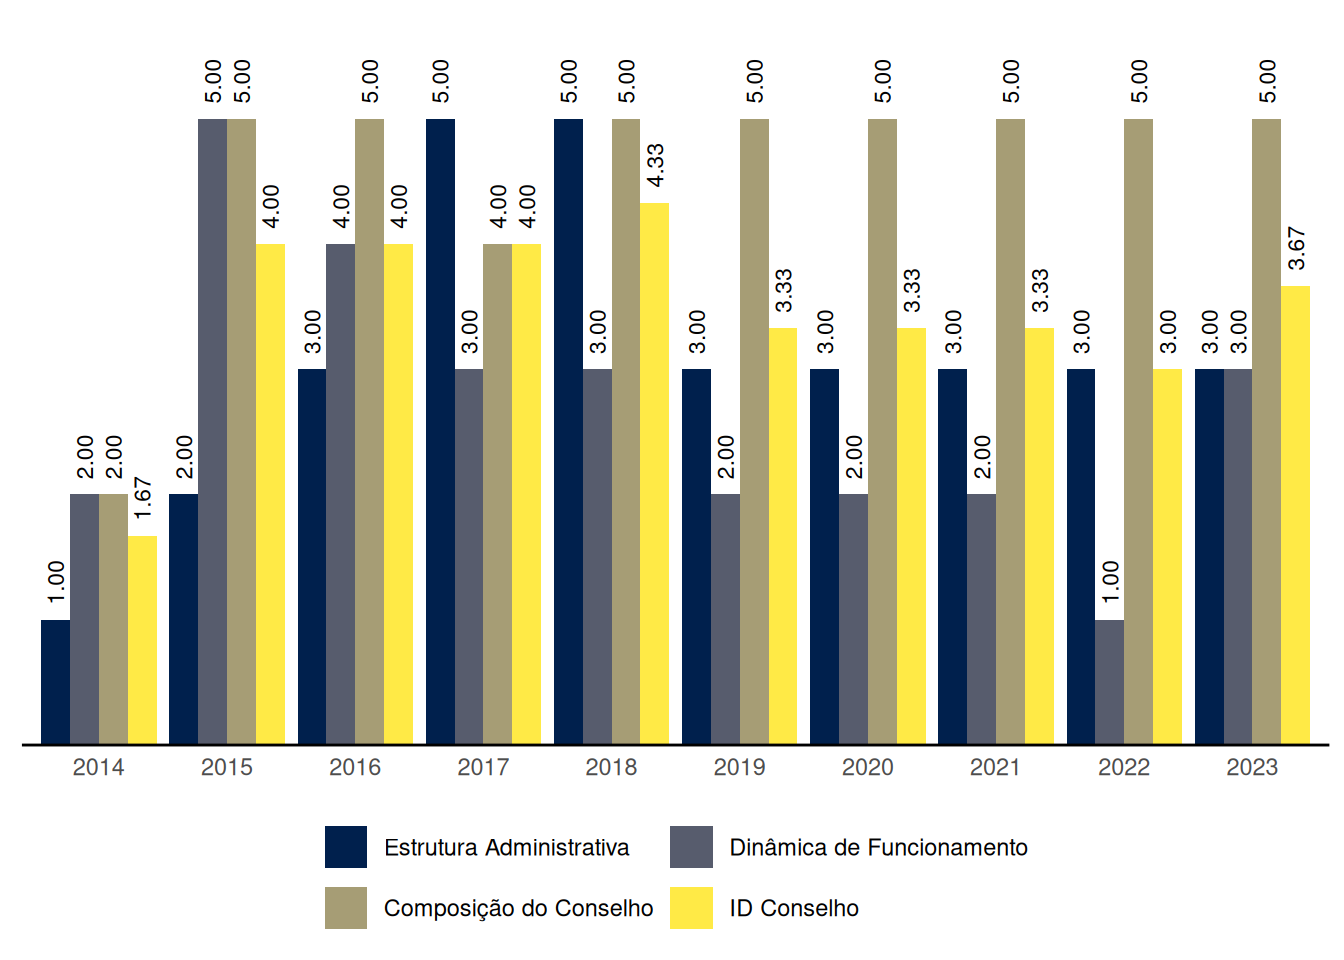 1.00 2.00 2.00 1.67 2.00 5.00 5.00 4.00 3.00 4.00 5.00 4.00 5.00 3.00 4.00 4.00 5.00 3.00 5.00 4.33 3.00 2.00 5.00 3.33 3.00 2.00 5.00 3.33 3.00 2.00 5.00 3.33 3.00 1.00 5.00 3.00 3.00 3.00 5.00 3.67
2014 2015 2016 2017 2018 2019 2020 2021 2022 2023
Estrutura Administrativa Dinâmica de Funcionamento
Composição do Conselho ID Conselho